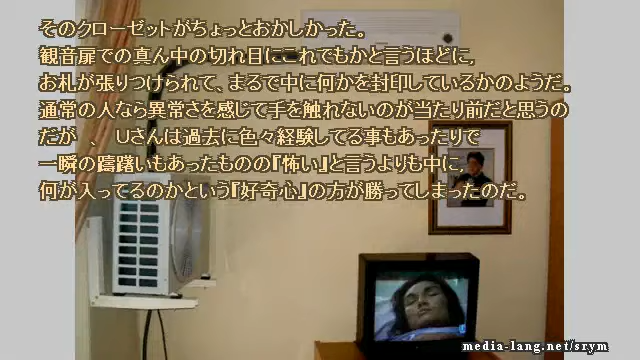 そのクローゼットがちょっとおかしかった。
観音扉での真ん中の切れ目にこれでもかと言うほどに,
お札が張りつけられて、まるで中に何かを封印しているかのようだ。
通常の人なら異常さを感じて手を触れないのが当たり前だと思うの
だが　、　Uさんは過去に色々経験してる事もあったりで
一瞬の躊躇いもあったものの『怖い』と言うよりも中に,
何が入ってるのかという『好奇心』の方が勝ってしまったのだ。
media-lang.net/srym